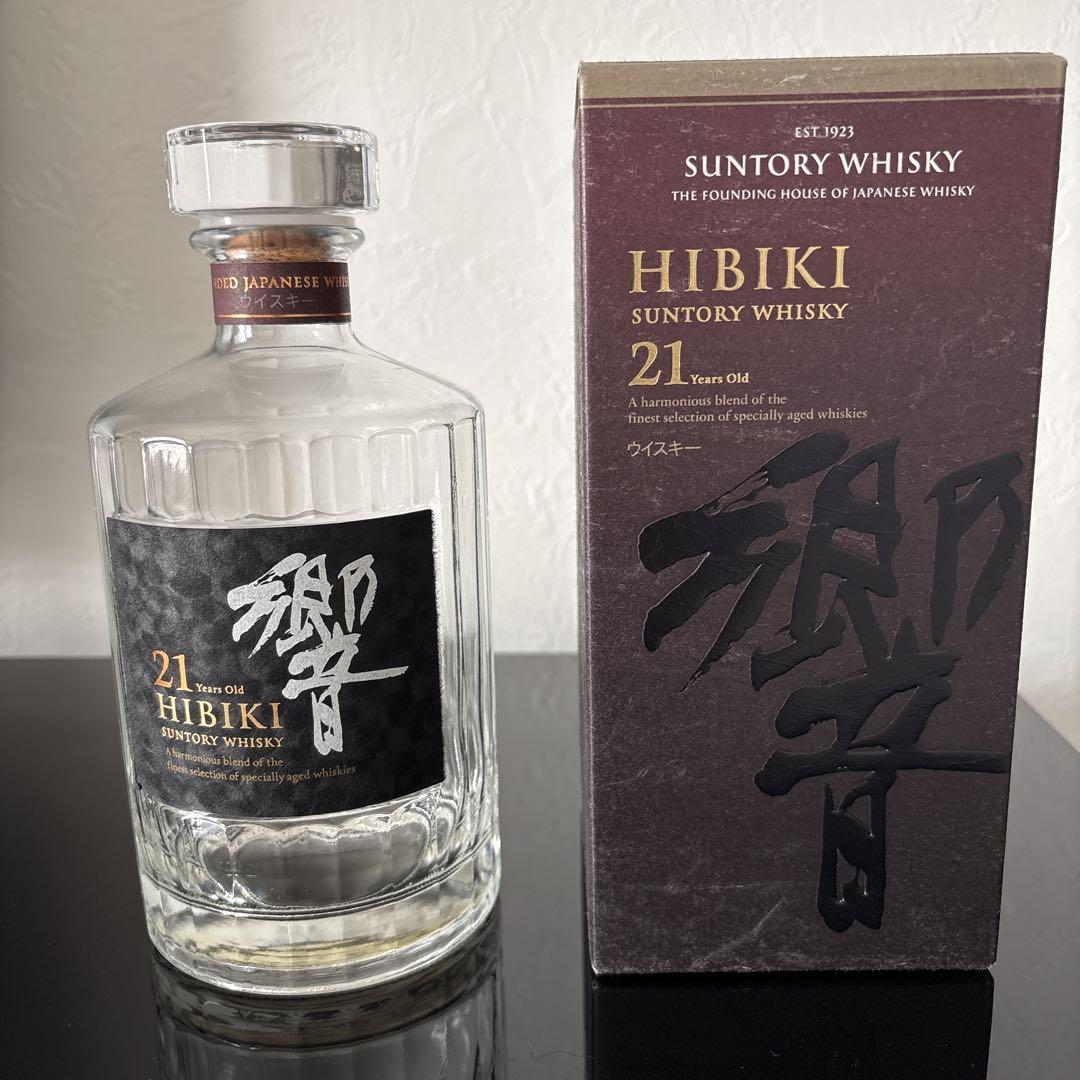 NDED JAPANESE WHIS
ウイスキー
響
21 Years Old
HIBIKI
SUNTORY WHISKY
A harmonious blend of the
finest selection of specially aged whiskies
EST. 1923
SUNTORY WHISKY
THE FOUNDING HOUSE OF JAPANESE WHISKY
HIBIKI
SUNTORY WHISKY
21 Years Old
A harmonious blend of the
finest selection of specially aged whiskies
ウイスキー
響